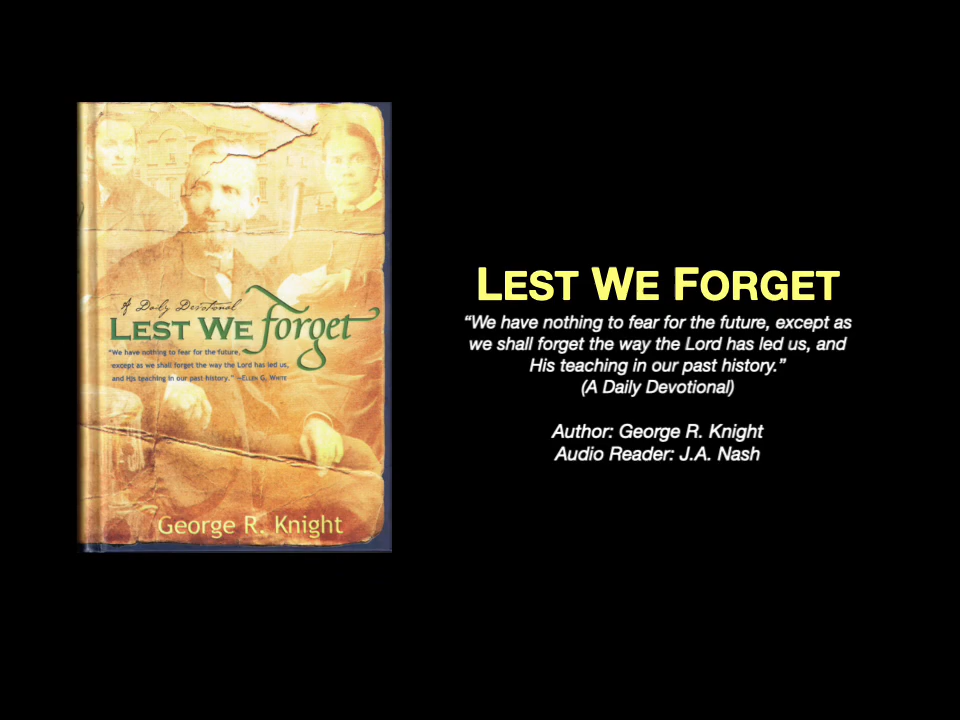 A Daily Devotional
LEST WE forget
"We have nothing to fear for the future,
except as we shall forget the way the Lord has led us,
and His teaching in our past history." —ELLEN G. WHITE
George R. Knight
LEST WE FORGET
“We have nothing to fear for the future, except as
we shall forget the way the Lord has led us, and
His teaching in our past history.”
(A Daily Devotional)
Author: George R. Knight
Audio Reader: J.A. Nash